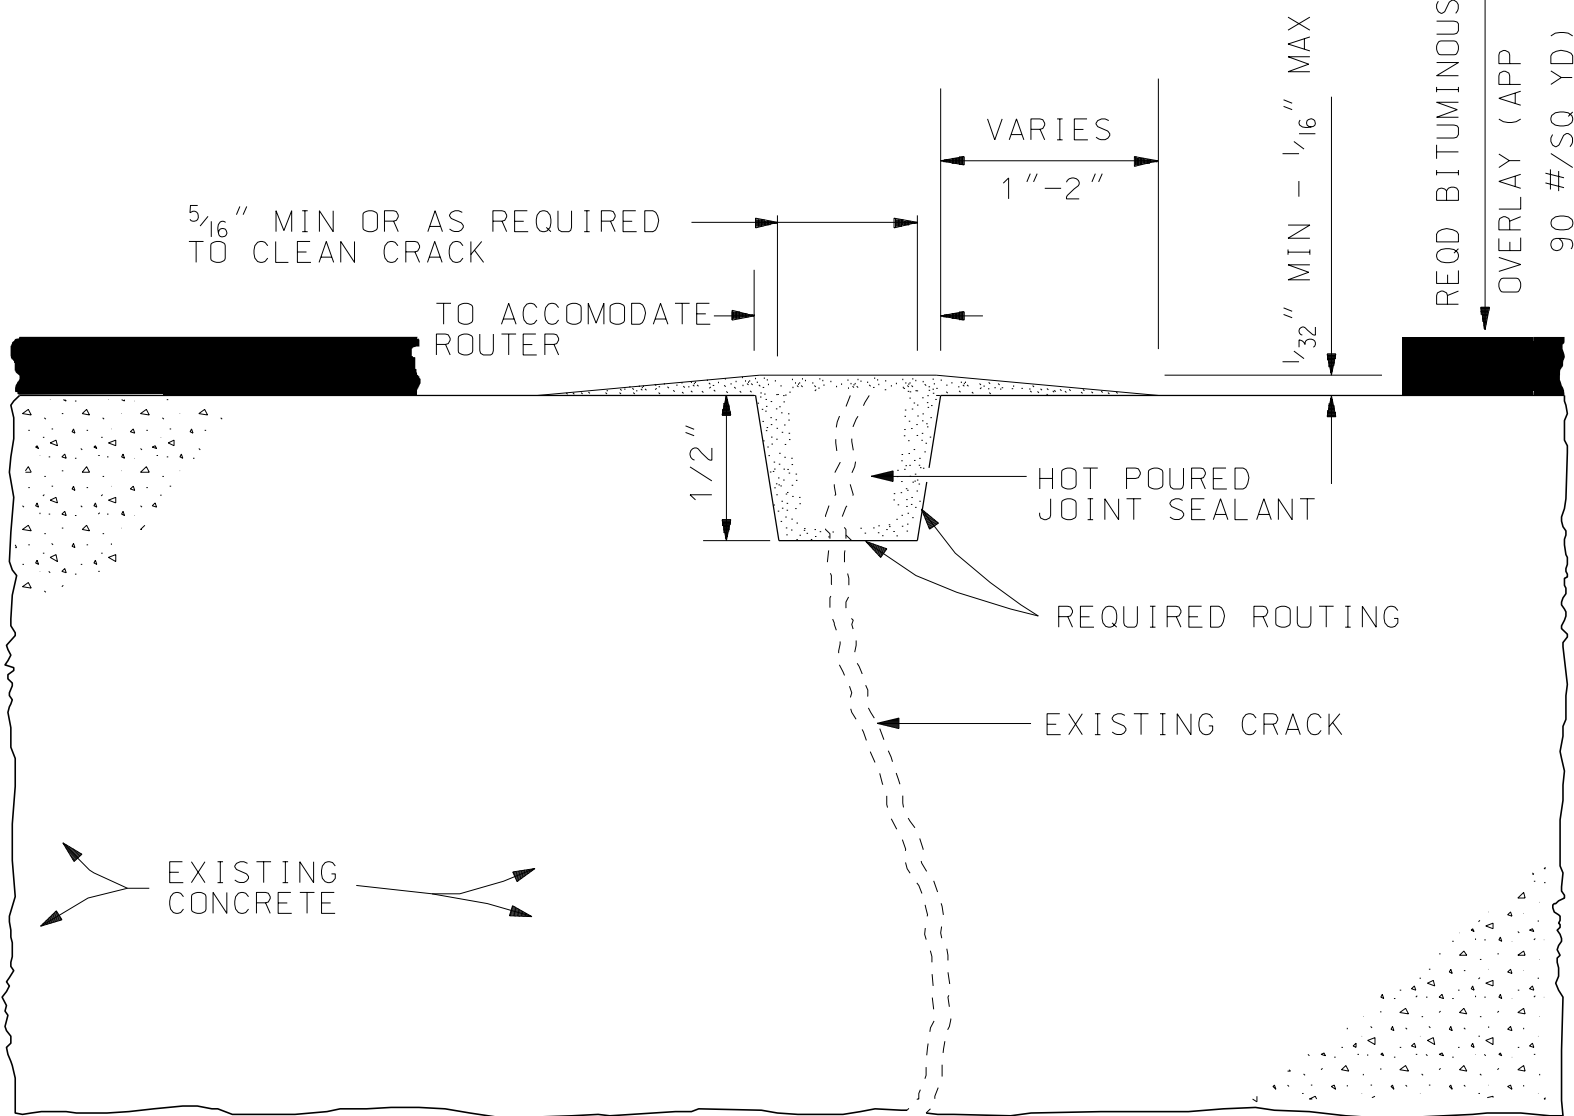 VARIES
1"-2"
5/16" MIN OR AS REQUIRED
TO CLEAN CRACK
TO ACCOMODATE
ROUTER
1/32" MIN - 1/16" MAX
REQD BITUMINOUS
OVERLAY (APP
90 #/SQ YD)
1/2"
HOT POURED
JOINT SEALANT
REQUIRED ROUTING
EXISTING CRACK
EXISTING
CONCRETE